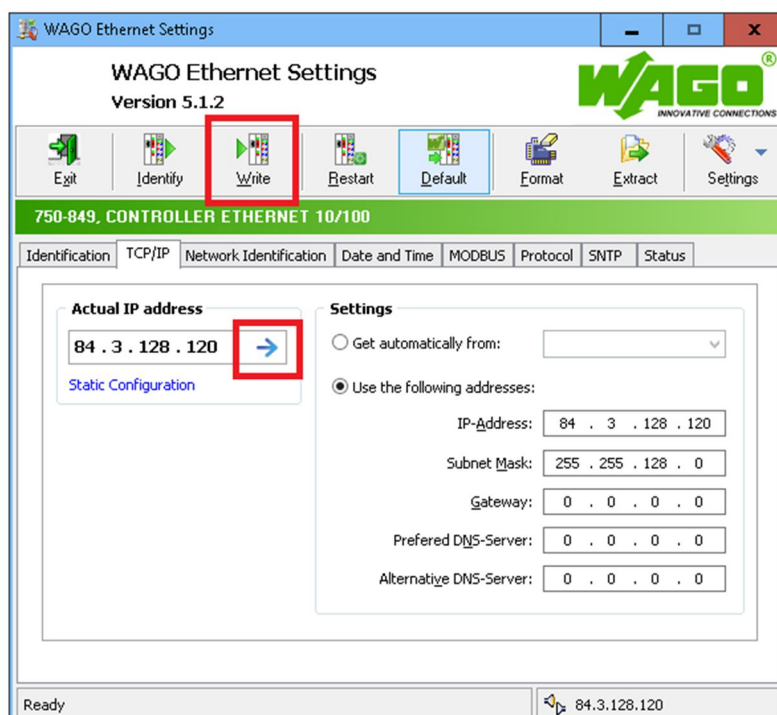 WAGO Ethernet Settings
WAGO Ethernet Settings
Version 5.1.2
WAGO®
INNOVATIVE CONNECTIONS
Exit Identify Write Restart Default Format Extract Settings
750-849, CONTROLLER ETHERNET 10/100
Identification TCP/IP Network Identification Date and Time MODBUS Protocol SNTP Status
Actual IP address
84 . 3 . 128 . 120
Static Configuration
Settings
Get automatically from:
Use the following addresses:
IP-Address: 84 . 3 . 128 . 120
Subnet Mask: 255 . 255 . 128 . 0
Gateway: 0 . 0 . 0 . 0
Prefered DNS-Server: 0 . 0 . 0 . 0
Alternative DNS-Server: 0 . 0 . 0 . 0
Ready 84.3.128.120